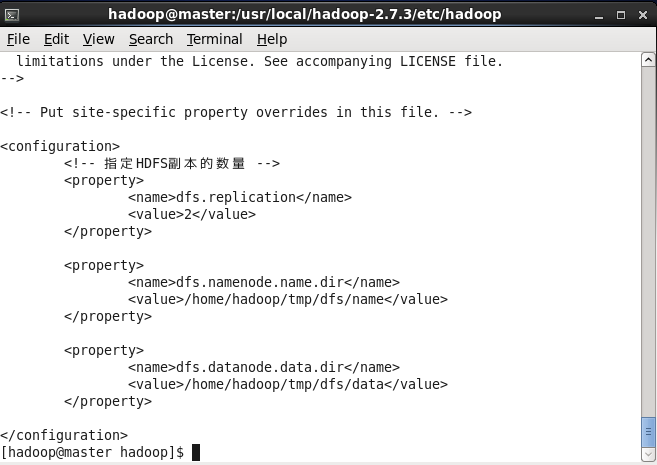 hadoop@master:/usr/local/hadoop-2.7.3/etc/hadoop
File Edit View Search Terminal Help
  limitations under the License. See accompanying LICENSE file.
-->

<!-- Put site-specific property overrides in this file. -->

<configuration>
        <!-- 指定HDFS副本的数量 -->
        <property>
                <name>dfs.replication</name>
                <value>2</value>
        </property>

        <property>
                <name>dfs.namenode.name.dir</name>
                <value>/home/hadoop/tmp/dfs/name</value>
        </property>

        <property>
                <name>dfs.datanode.data.dir</name>
                <value>/home/hadoop/tmp/dfs/data</value>
        </property>

</configuration>
[hadoop@master hadoop]$